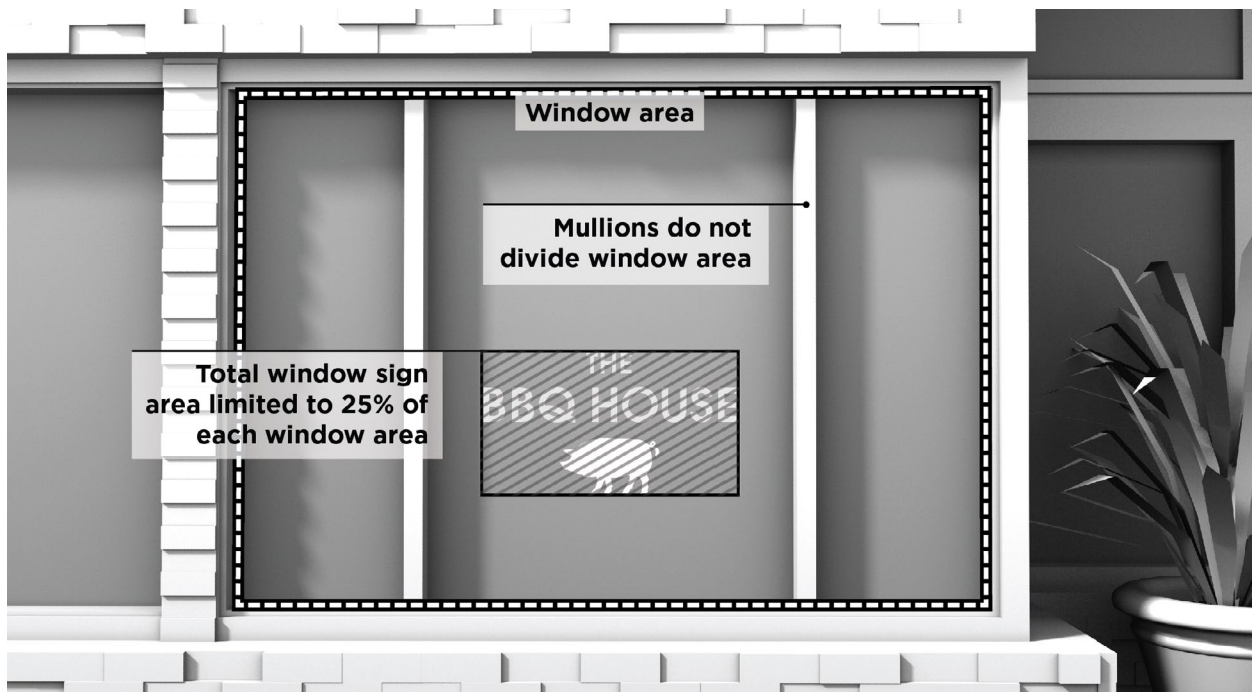 Window area
Mullions do not
divide window area
Total window sign
area limited to 25% of
each window area
THE
BBQ HOUSE